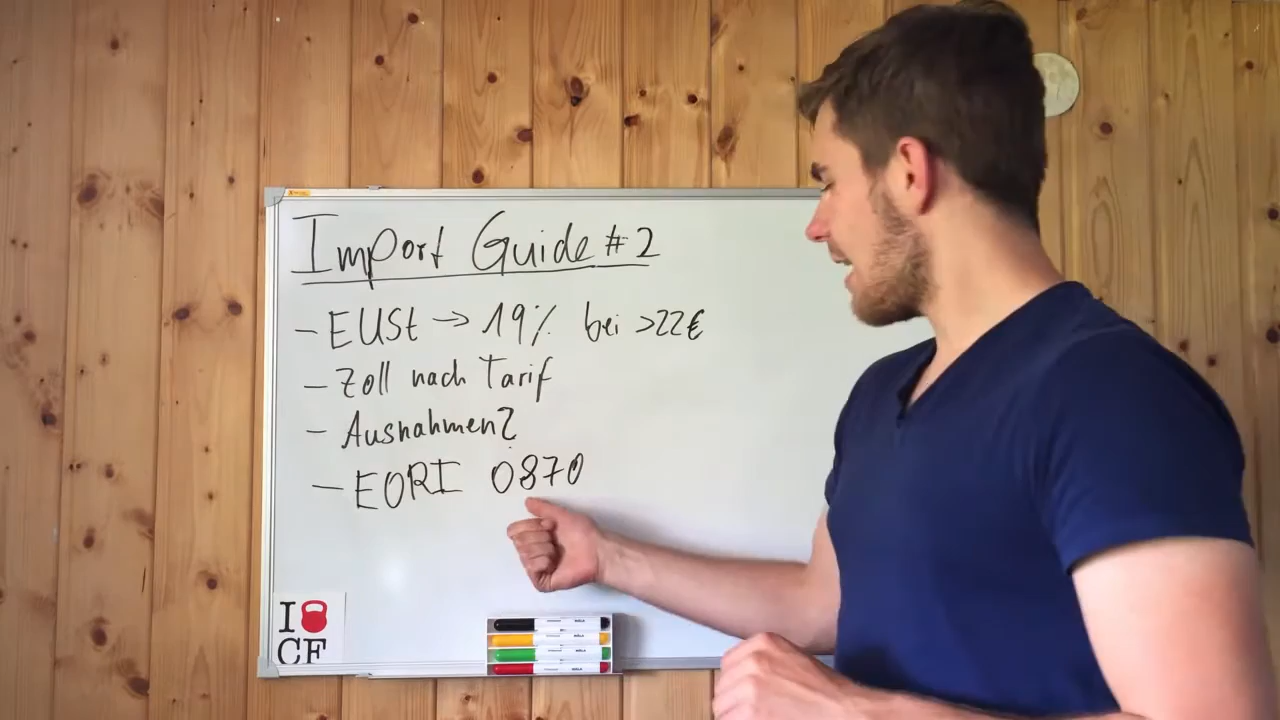 Import Guide #2
- EUSt → 19% bei >22€
- Zoll nach Tarif
- Ausnahmen?
- EORI 0870
I
CF